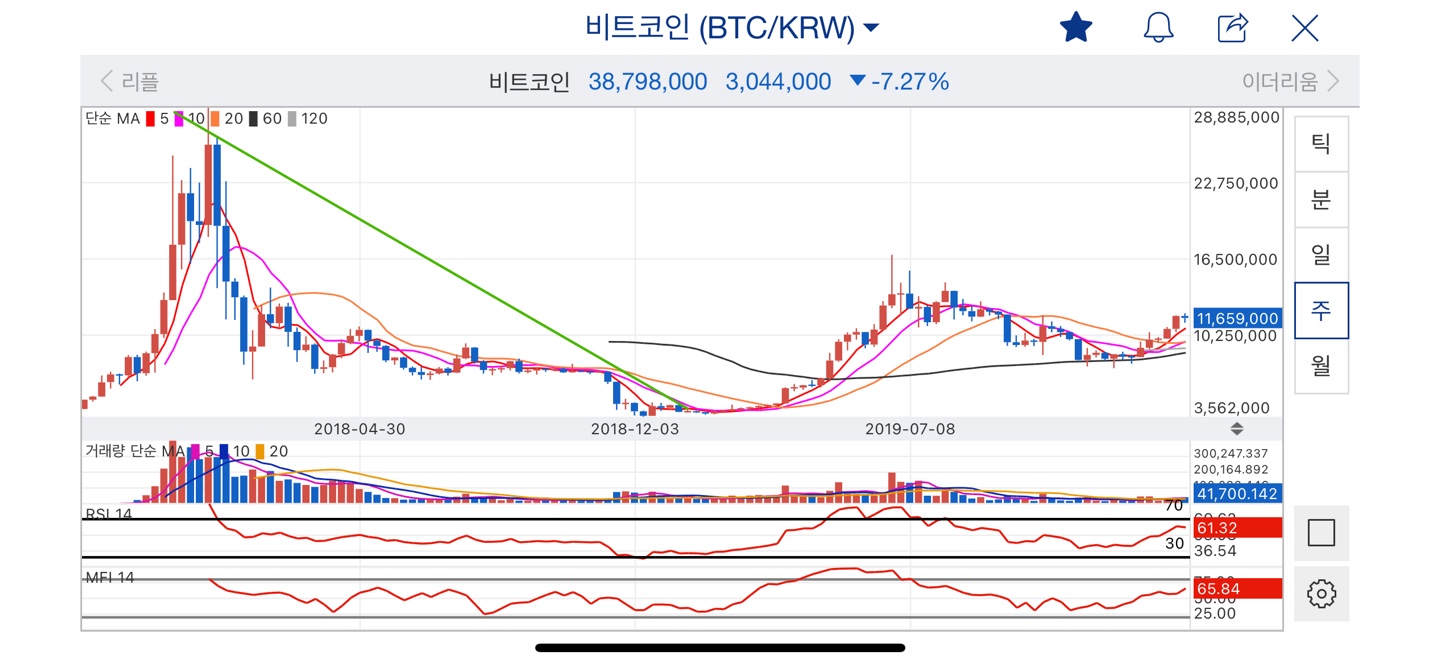 비트코인 (BTC/KRW)
리플
비트코인 38,798,000 3,044,000 ▼-7.27%
이더리움
단순 MA 5 10 20 60 120
28,885,000
22,750,000
16,500,000
11,659,000
10,250,000
3,562,000
2018-04-30 2018-12-03 2019-07-08
거래량 단순 MA 5 10 20
300,247.337
200,164.892
41,700.142
RSI 14
70
61.32
30
36.54
MFI 14
65.84
25.00
틱
분
일
주
월